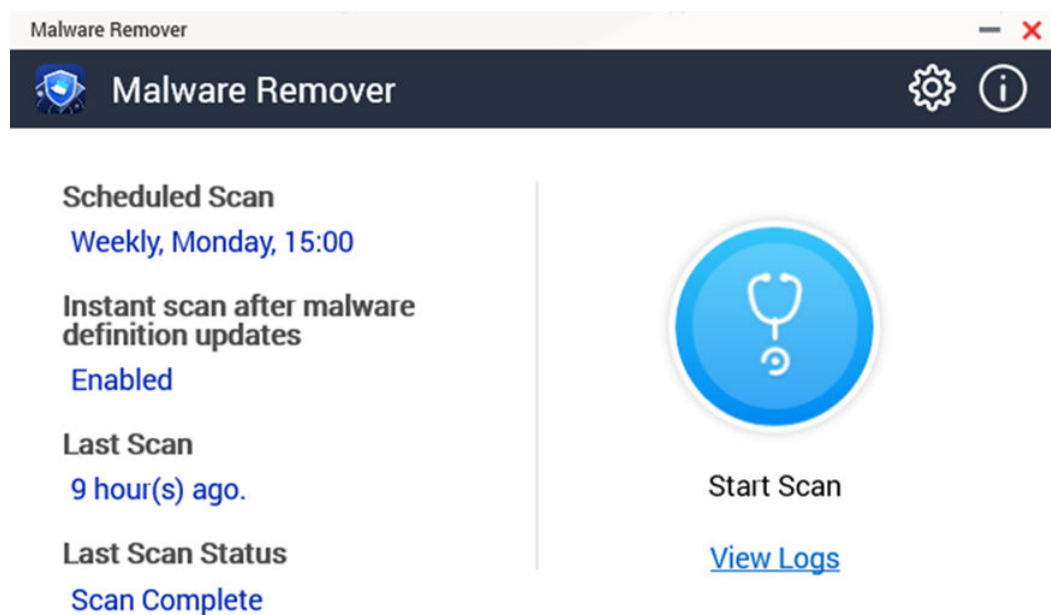 Malware Remover
Malware Remover
Scheduled Scan
Weekly, Monday, 15:00
Instant scan after malware
definition updates
Enabled
Last Scan
9 hour(s) ago.
Last Scan Status
Scan Complete
Start Scan
View Logs